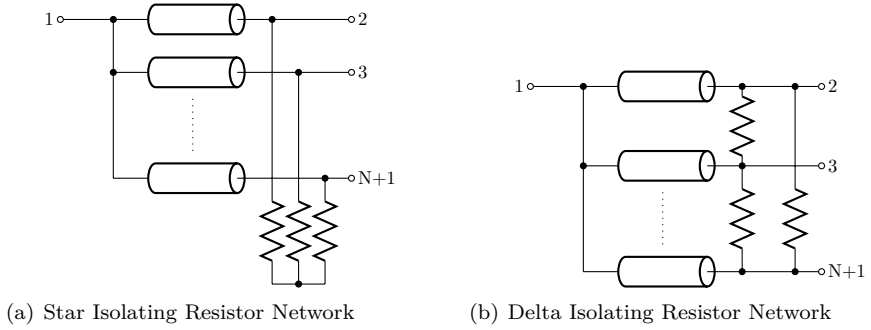 1
2
3
N+1
(a) Star Isolating Resistor Network
1
2
3
N+1
(b) Delta Isolating Resistor Network